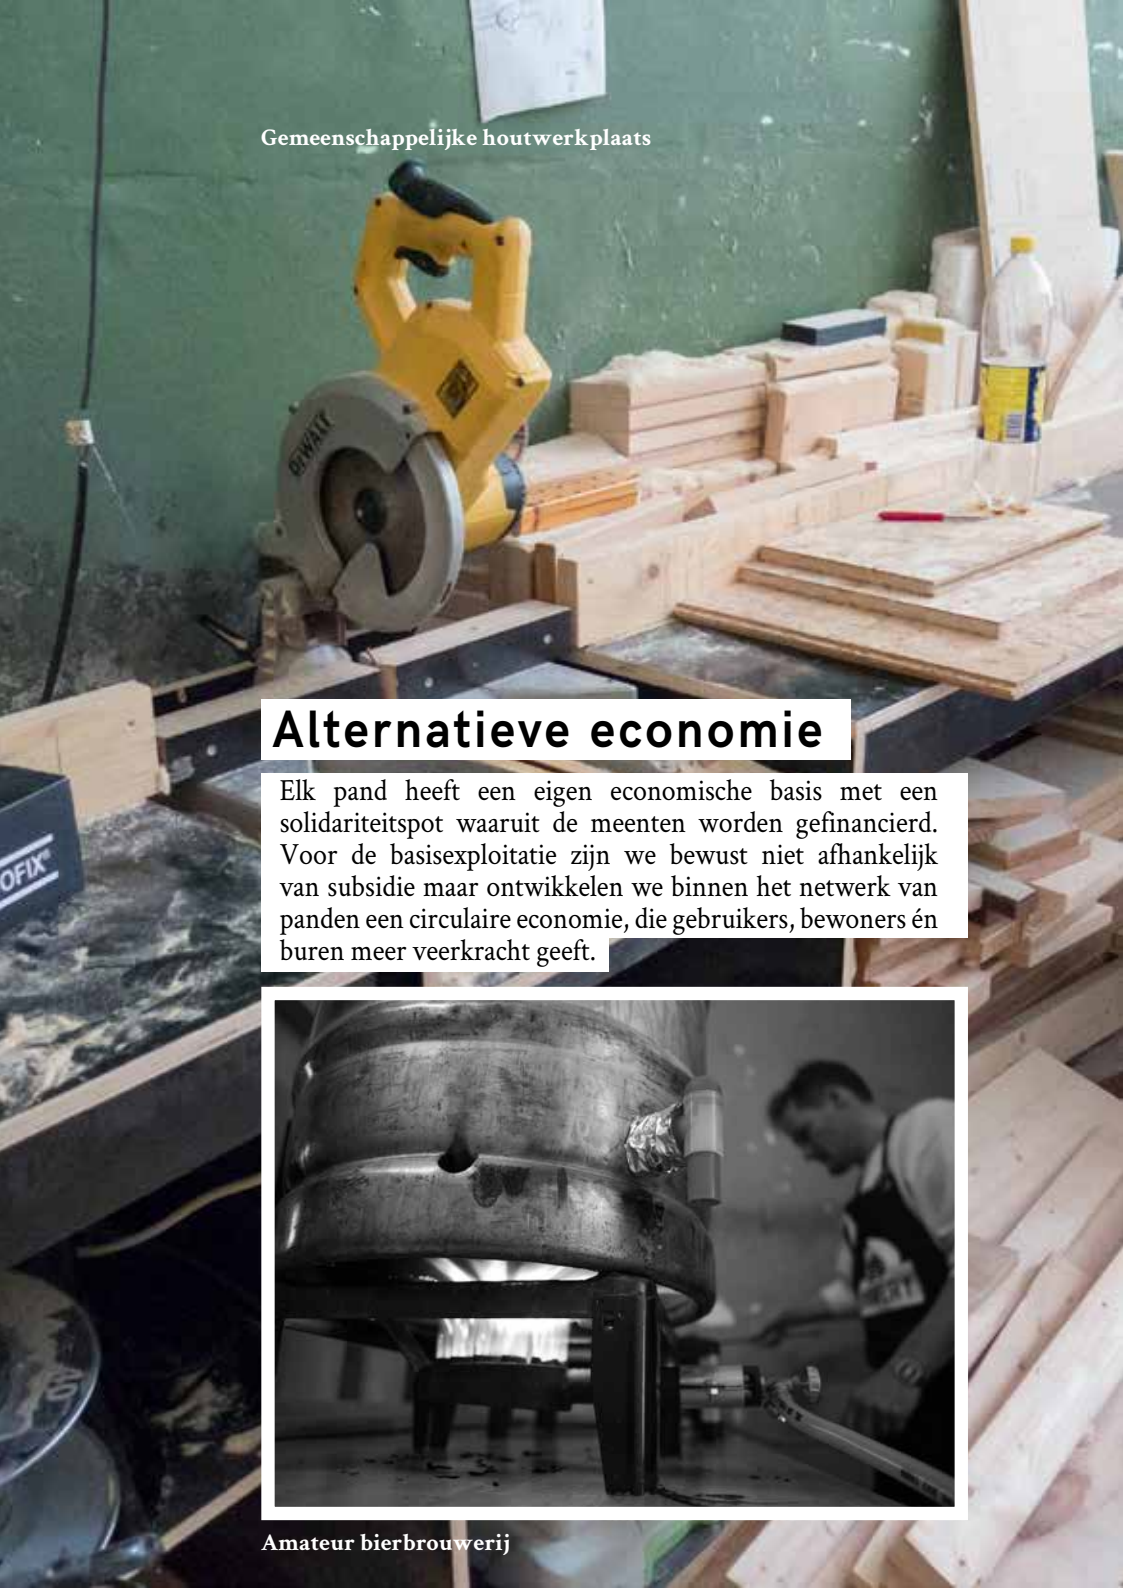 Gemeenschappelijke houtwerkplaats
DEWALT
Alternatieve economie
Elk pand heeft een eigen economische basis met een
solidariteitspot waaruit de meenten worden gefinancierd.
Voor de basisexploitatie zijn we bewust niet afhankelijk
van subsidie maar ontwikkelen we binnen het netwerk van
panden een circulaire economie, die gebruikers, bewoners én
buren meer veerkracht geeft.
OFIX
Amateur bierbrouwerij